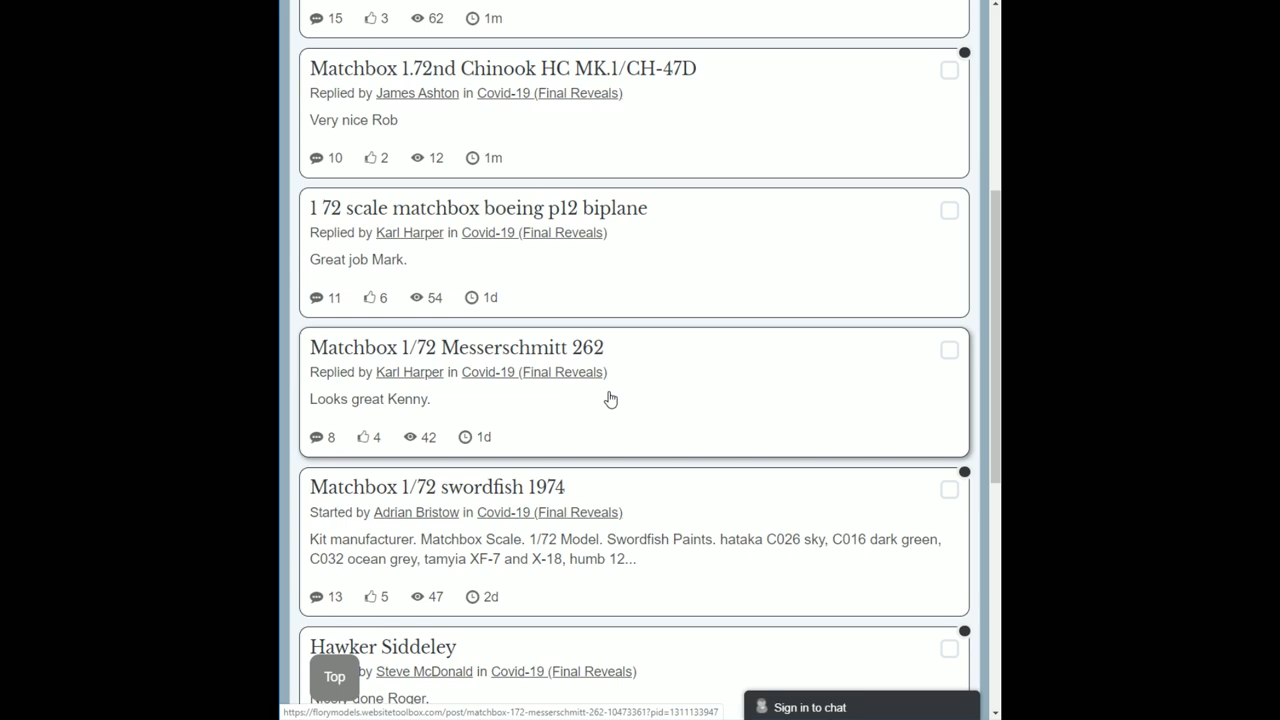 15 3 62 1m
Matchbox 1.72nd Chinook HC MK.1/CH-47D
Replied by James Ashton in Covid-19 (Final Reveals)
Very nice Rob
10 2 12 1m
1 72 scale matchbox boeing p12 biplane
Replied by Karl Harper in Covid-19 (Final Reveals)
Great job Mark.
11 6 54 1d
Matchbox 1/72 Messerschmitt 262
Replied by Karl Harper in Covid-19 (Final Reveals)
Looks great Kenny.
8 4 42 1d
Matchbox 1/72 swordfish 1974
Started by Adrian Bristow in Covid-19 (Final Reveals)
Kit manufacturer. Matchbox Scale. 1/72 Model. Swordfish Paints. hataka C026 sky, C016 dark green,
C032 ocean grey, tamyia XF-7 and X-18, humb 12...
13 5 47 2d
Hawker Siddeley
by Steve McDonald in Covid-19 (Final Reveals)
Top
done Roger.
https://florymodels.websitetoolbox.com/post/matchbox-172-messerschmitt-262-10473361?pid=1311133947
Sign in to chat